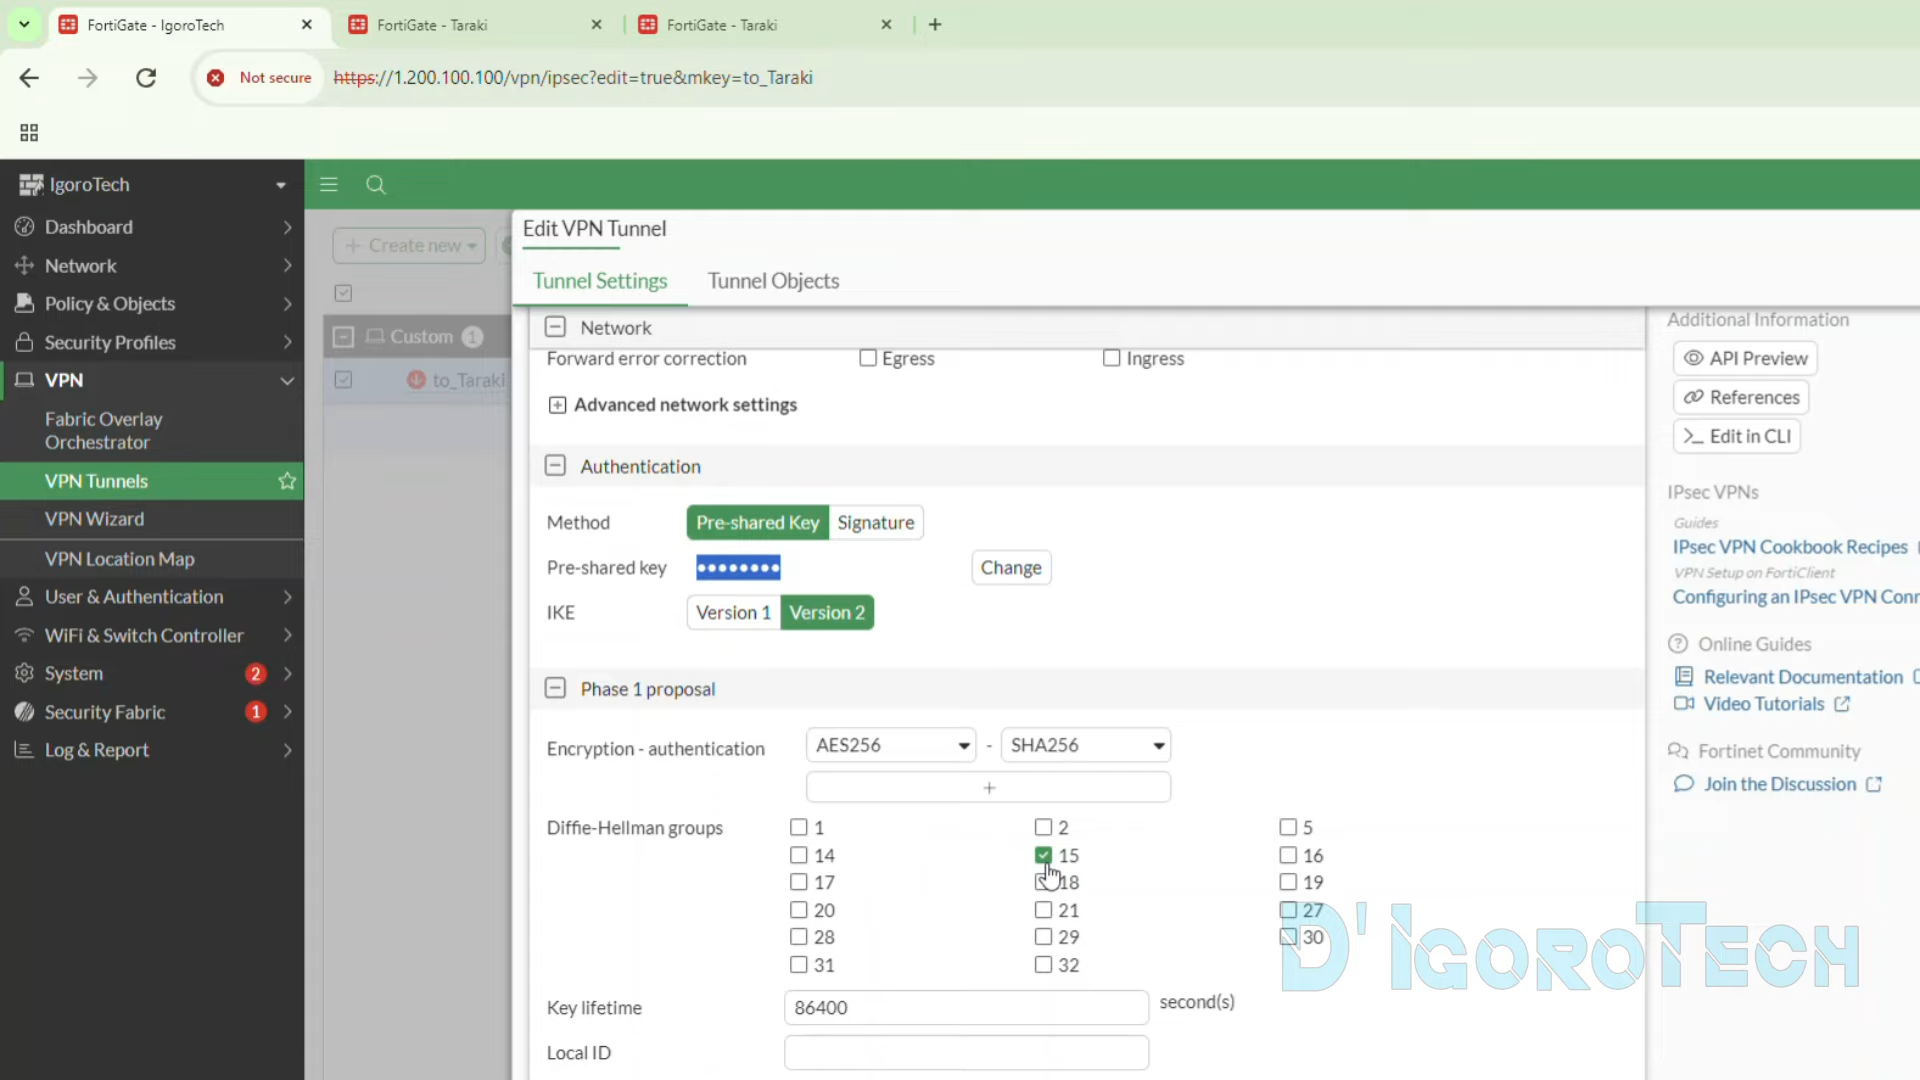 FortiGate - IgoroTech
FortiGate - Taraki
FortiGate - Taraki
Not secure
https://1.200.100.100/vpn/ipsec?edit=true&mkey=to_Taraki
IgoroTech
Dashboard
Network
Policy & Objects
Security Profiles
VPN
Fabric Overlay
Orchestrator
VPN Tunnels
VPN Wizard
VPN Location Map
User & Authentication
WiFi & Switch Controller
System 2
Security Fabric 1
Log & Report
Create new
Custom 1
to_Taraki
Edit VPN Tunnel
Tunnel Settings Tunnel Objects
Network
Forward error correction Egress Ingress
Advanced network settings
Authentication
Method Pre-shared Key Signature
Pre-shared key •••••••• Change
IKE Version 1 Version 2
Phase 1 proposal
Encryption - authentication AES256 - SHA256
+
Diffie-Hellman groups 1 2 5
14 15 16
17 18 19
20 21 27
28 29 30
31 32
Key lifetime 86400 second(s)
Local ID
Additional Information
API Preview
References
>_ Edit in CLI
IPsec VPNs
Guides
IPsec VPN Cookbook Recipes
VPN Setup on FortiClient
Configuring an IPsec VPN Conn
Online Guides
Relevant Documentation
Video Tutorials
Fortinet Community
Join the Discussion
D'IgoroTech